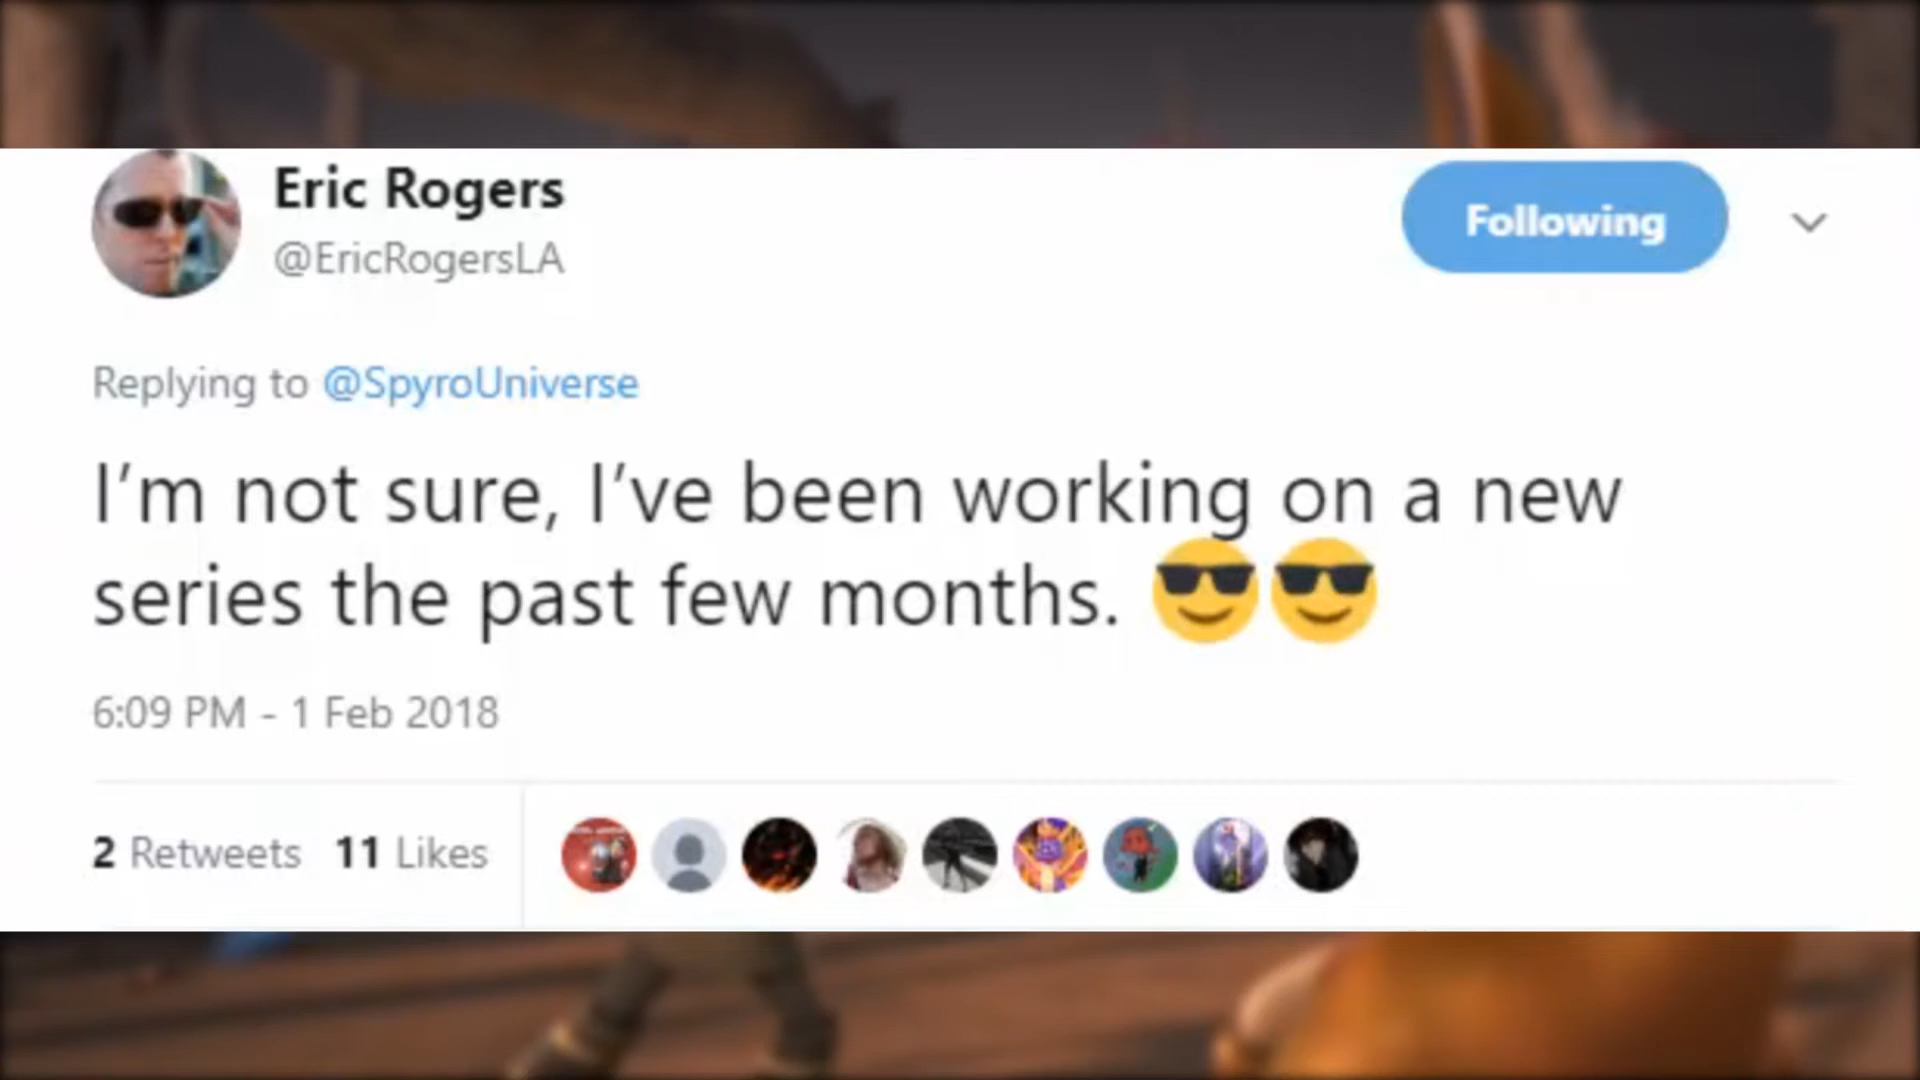 Eric Rogers
@EricRogersLA
Following
Replying to @SpyroUniverse
I’m not sure, I’ve been working on a new
series the past few months. 😎😎
6:09 PM - 1 Feb 2018
2 Retweets 11 Likes